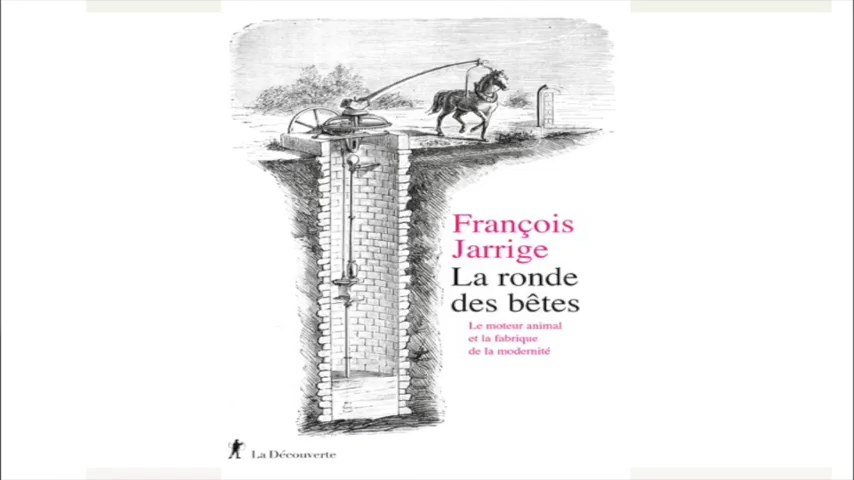 François
Jarrige
La ronde
des bêtes
Le moteur animal
et la fabrique
de la modernité
La Découverte